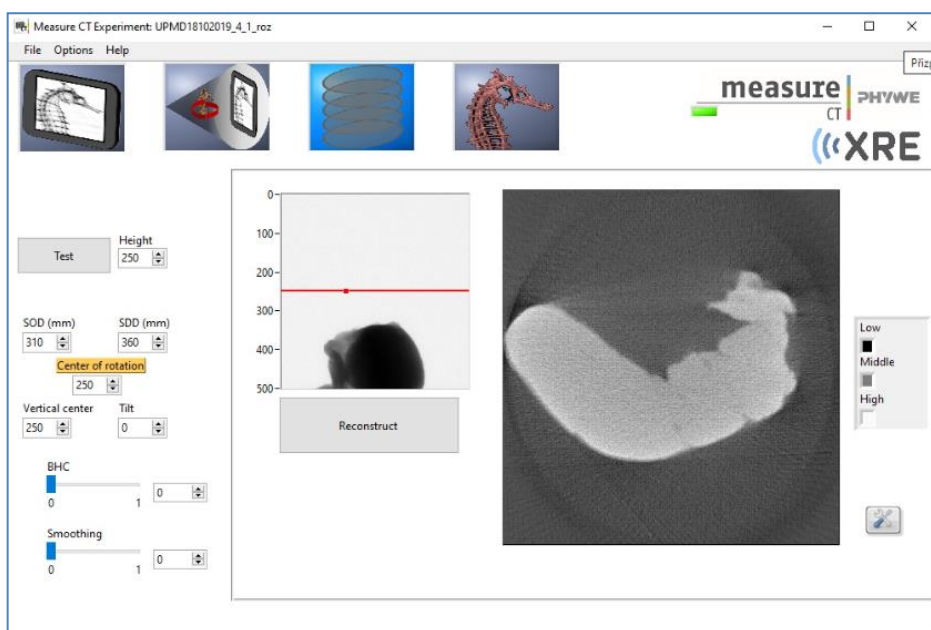 Measure CT Experiment: UPMD18102019_4_1_roz
File Options Help
Přizp
measure
CT
PHYWE
XRE
Test
Height
250
SOD (mm)
310
SDD (mm)
360
Center of rotation
250
Vertical center
250
Tilt
0
BHC
0 1
0
Smoothing
0 1
0
0
100
200
300
400
500
Reconstruct
Low
Middle
High